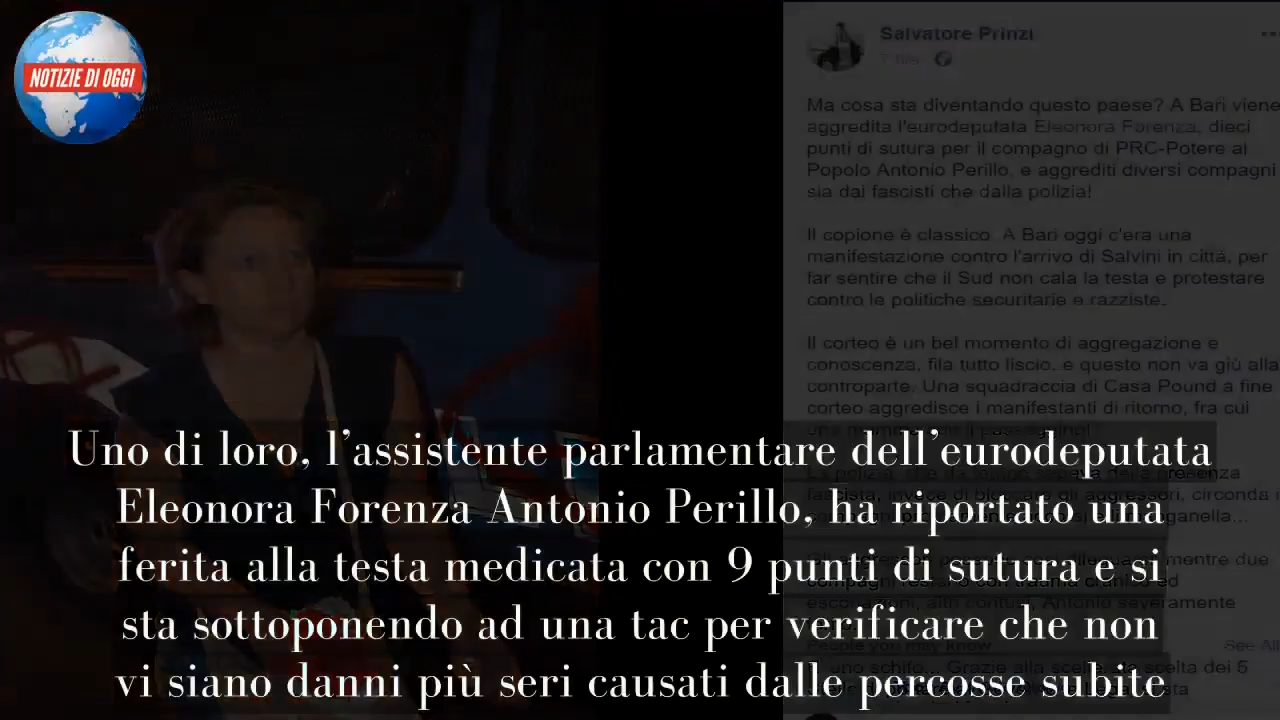 NOTIZIE DI OGGI
Salvatore Prinzi
Ma cosa sta diventando questo paese? A Bari viene
aggredita l'eurodeputata Eleonora Forenza, dieci
punti di sutura per il compagno di PRC-Potere al
Popolo Antonio Perillo, e aggrediti diversi compagni
sia dai fascisti che dalla polizia!
Il copione è classico. A Bari oggi c'era una
manifestazione contro l'arrivo di Salvini in città, per
far sentire che il Sud non cala la testa e protestare
contro le politiche securitarie e razziste.
Il corteo è un bel momento di aggregazione e
conoscenza, fila tutto liscio, e questo non va giù alla
controparte. Una squadraccia di Casa Pound a fine
corteo aggredisce i manifestanti di ritorno, fra cui
Uno di loro, l'assistente parlamentare dell'eurodeputata
Eleonora Forenza Antonio Perillo, ha riportato una
ferita alla testa medicata con 9 punti di sutura e si
sta sottoponendo ad una tac per verificare che non
vi siano danni più seri causati dalle percosse subite